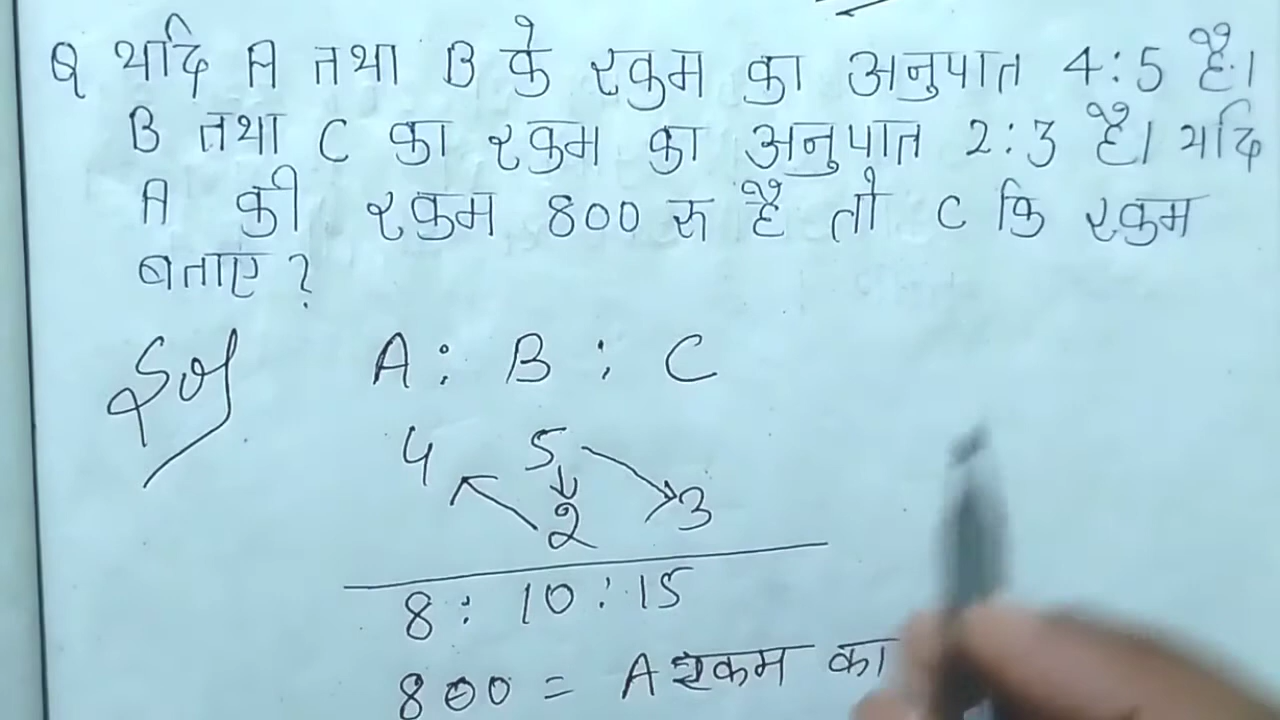 Q यदि A तथा B के रकम का अनुपात 4:5 है।
B तथा C का रकम का अनुपात 2:3 है। यदि
A की रकम 800 रु है तो C कि रकम
बताए ?
Sol A : B : C
4 5
2 3
8 : 10 : 15
800 = A रकम का